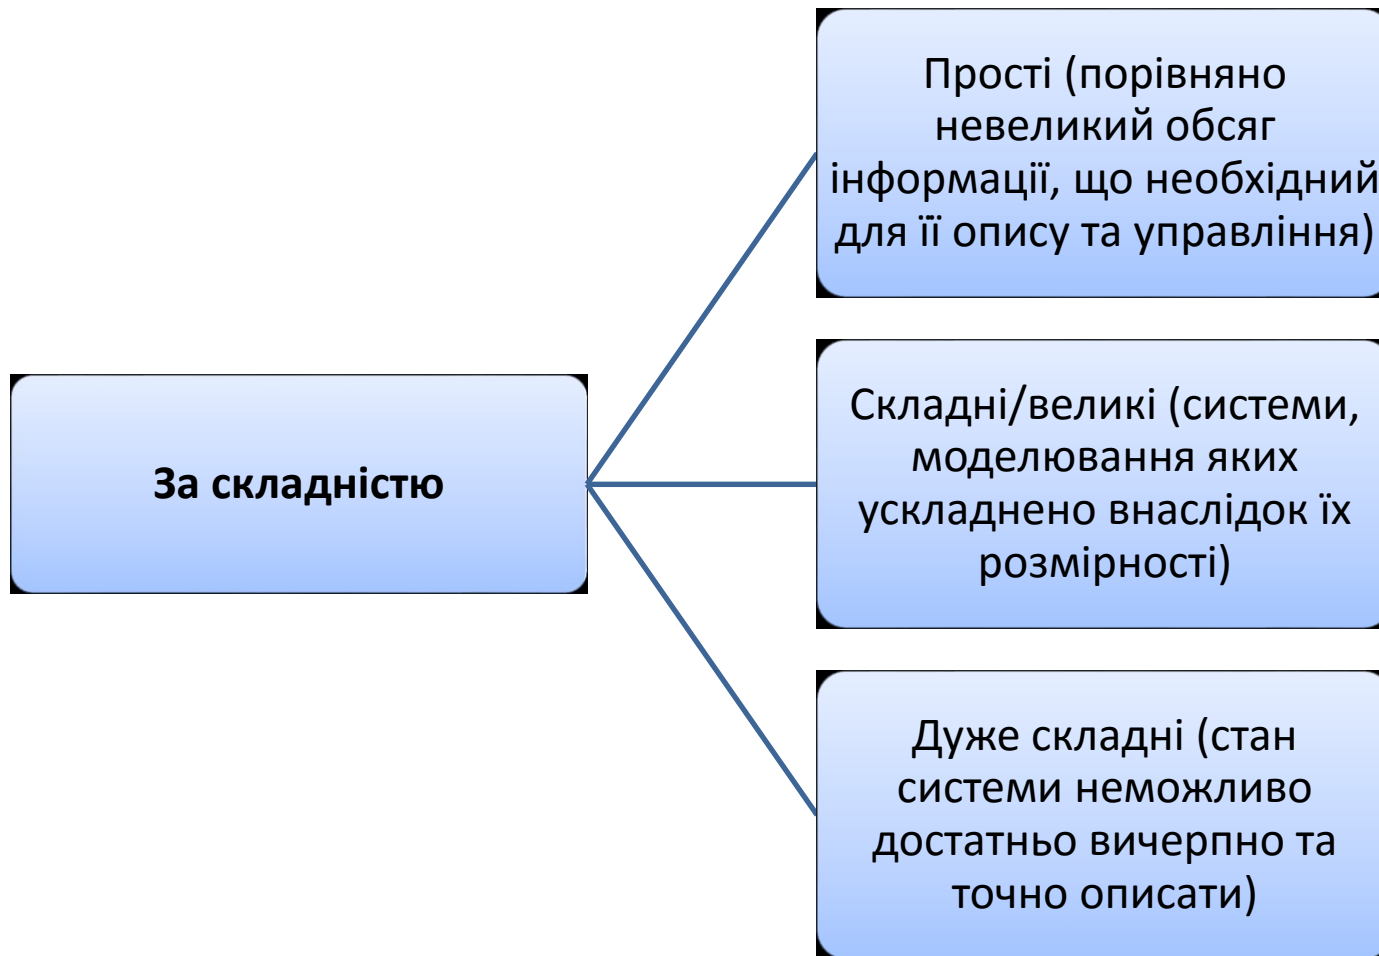 За складністю
Прості (порівняно
невеликий обсяг
інформації, що необхідний
для її опису та управління)
Складні/великі (системи,
моделювання яких
ускладнено внаслідок їх
розмірності)
Дуже складні (стан
системи неможливо
достатньо вичерпно та
точно описати)